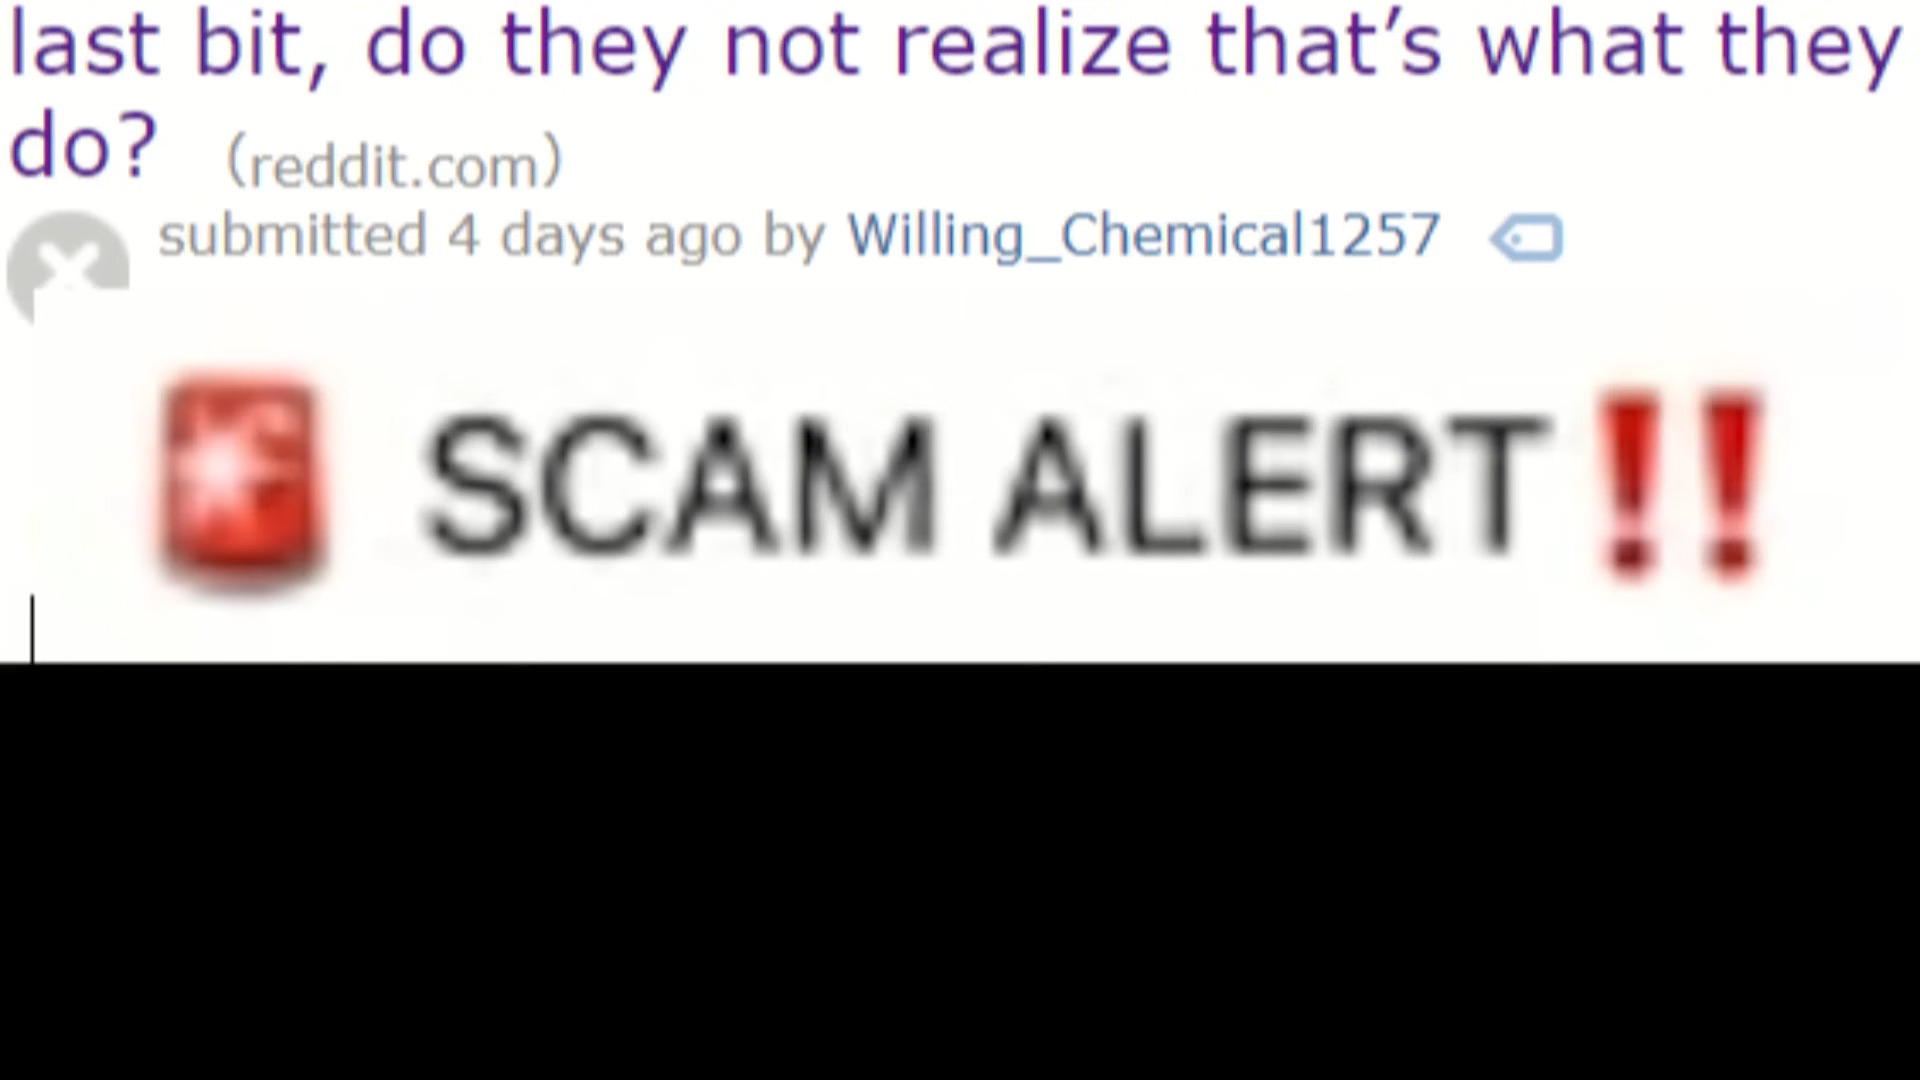 last bit, do they not realize that’s what they
do? (reddit.com)
submitted 4 days ago by Willing_Chemical1257
🚨 SCAM ALERT‼️